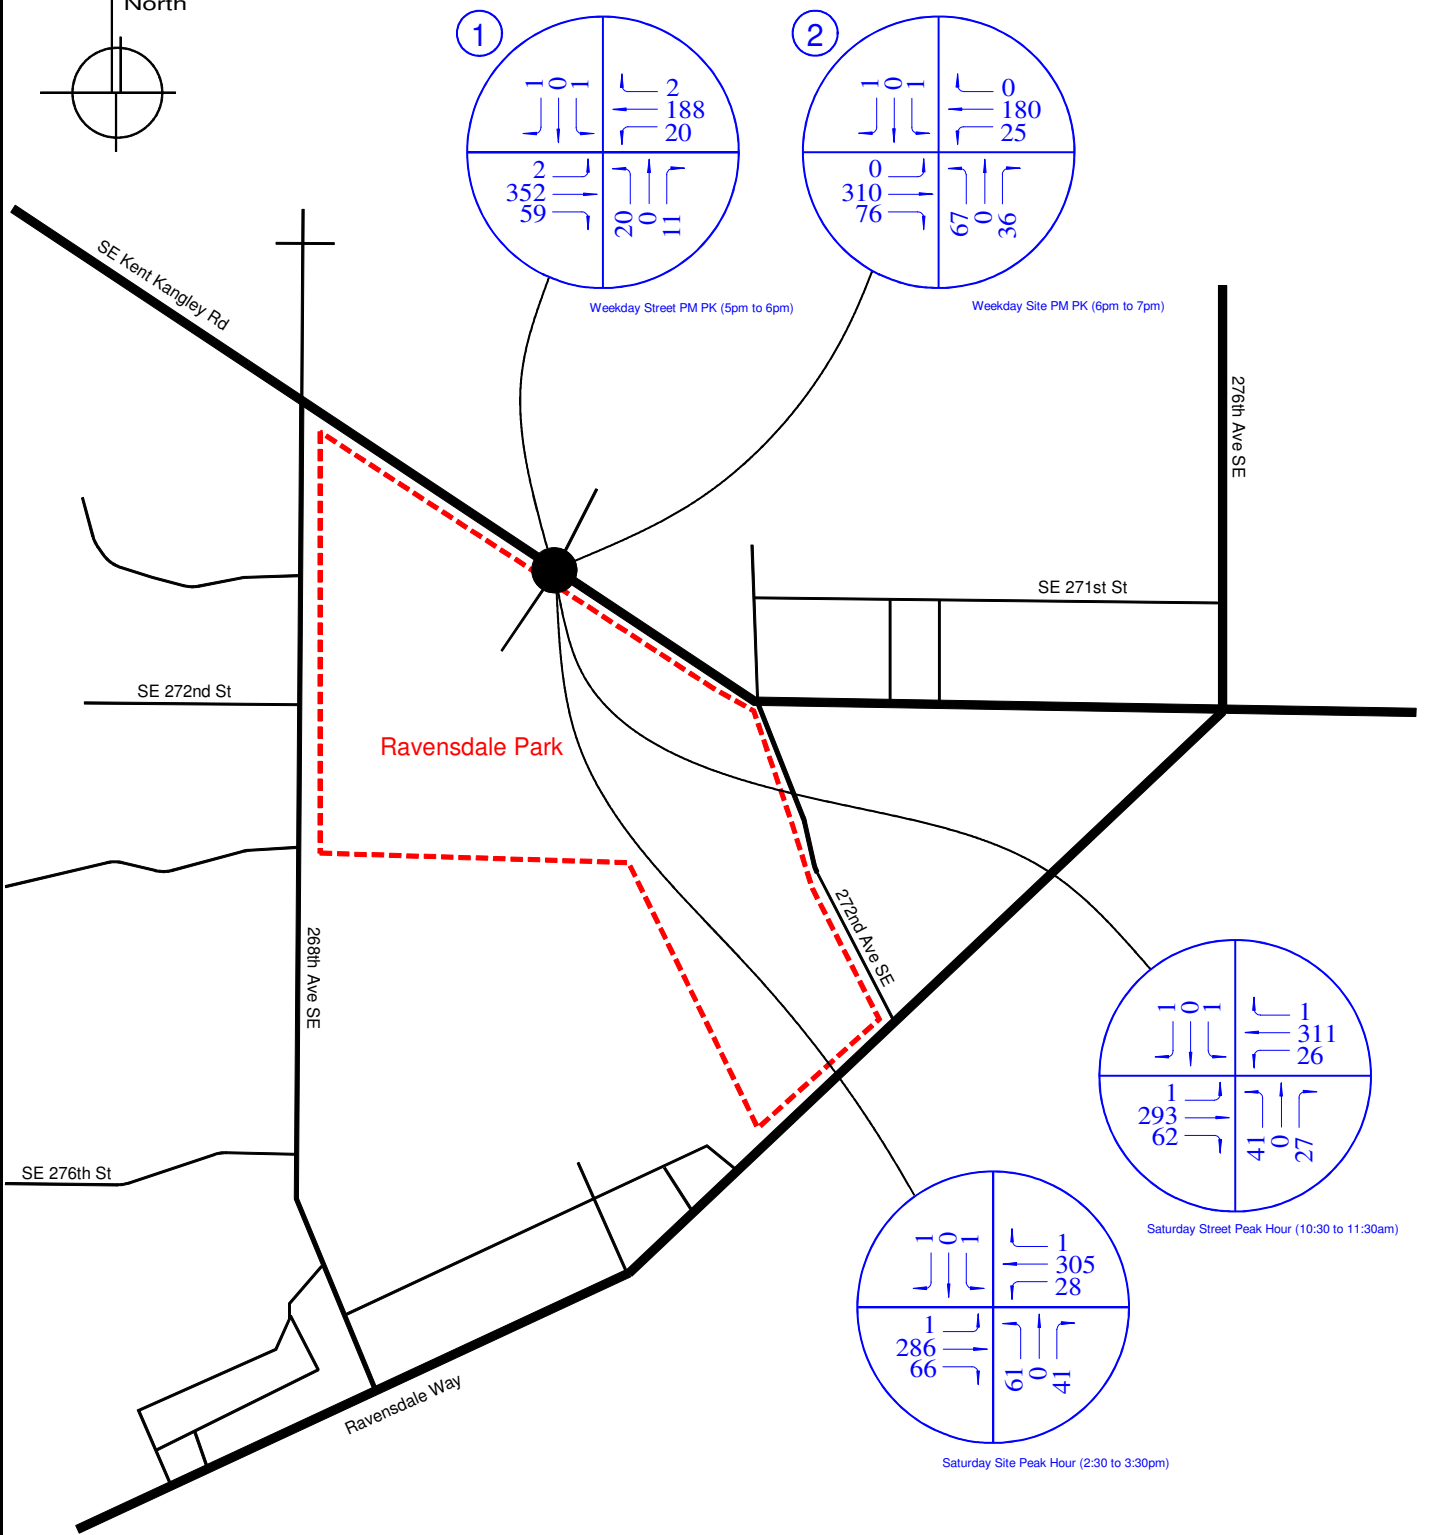 North
1
2
1 0 1
2
188
20
2
352
59
20 0 11
1 0 1
0
180
25
0
310
76
67 0 36
Weekday Street PM PK (5pm to 6pm)
Weekday Site PM PK (6pm to 7pm)
SE Kent Kangley Rd
276th Ave SE
SE 271st St
SE 272nd St
Ravensdale Park
272nd Ave SE
268th Ave SE
1 0 1
1
311
26
1
293
62
41 0 27
SE 276th St
Saturday Street Peak Hour (10:30 to 11:30am)
1 0 1
1
305
28
1
286
66
61 0 41
Ravensdale Way
Saturday Site Peak Hour (2:30 to 3:30pm)